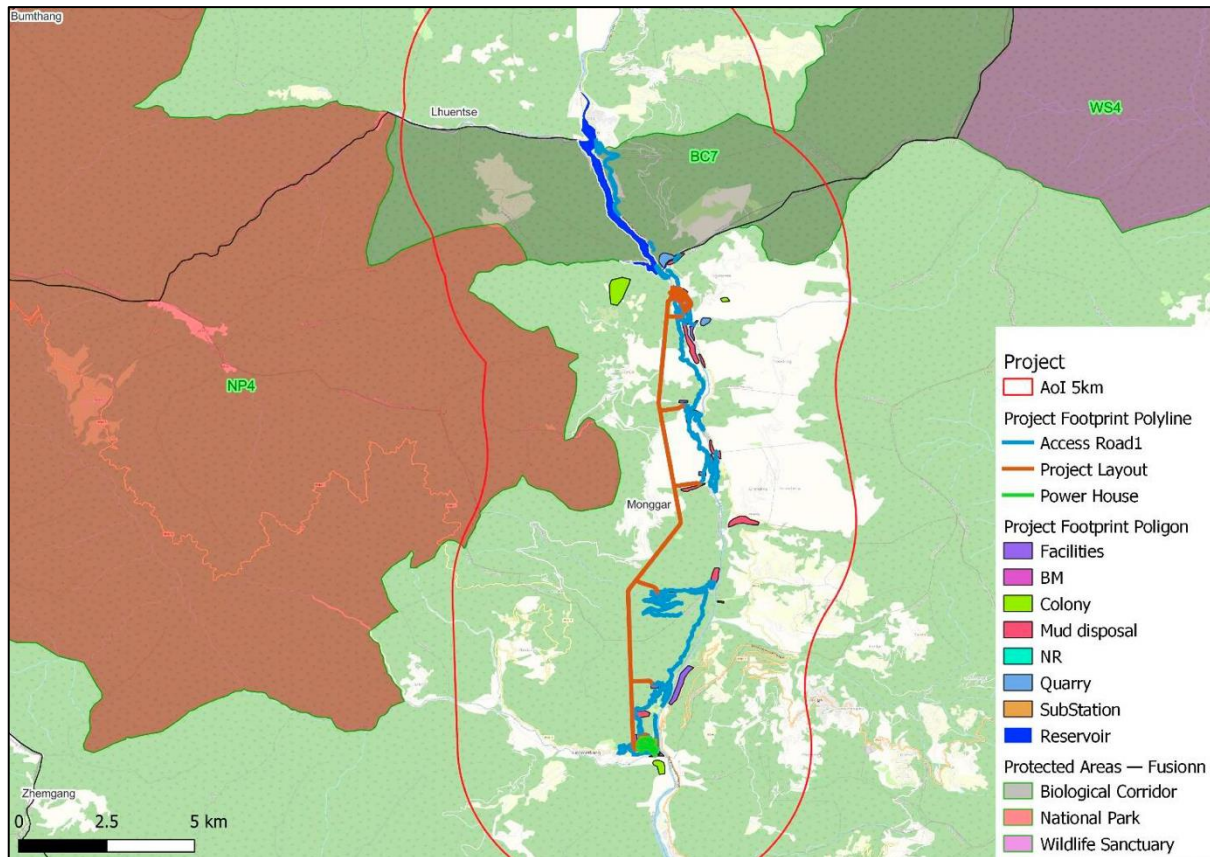 Bumthang
Lhuentse
WS4
BC7
NP4
Monggar
Zhemgang
0 2.5 5 km
Project
AoI 5km
Project Footprint Polyline
Access Road1
Project Layout
Power House
Project Footprint Poligon
Facilities
BM
Colony
Mud disposal
NR
Quarry
SubStation
Reservoir
Protected Areas — Fusionn
Biological Corridor
National Park
Wildlife Sanctuary